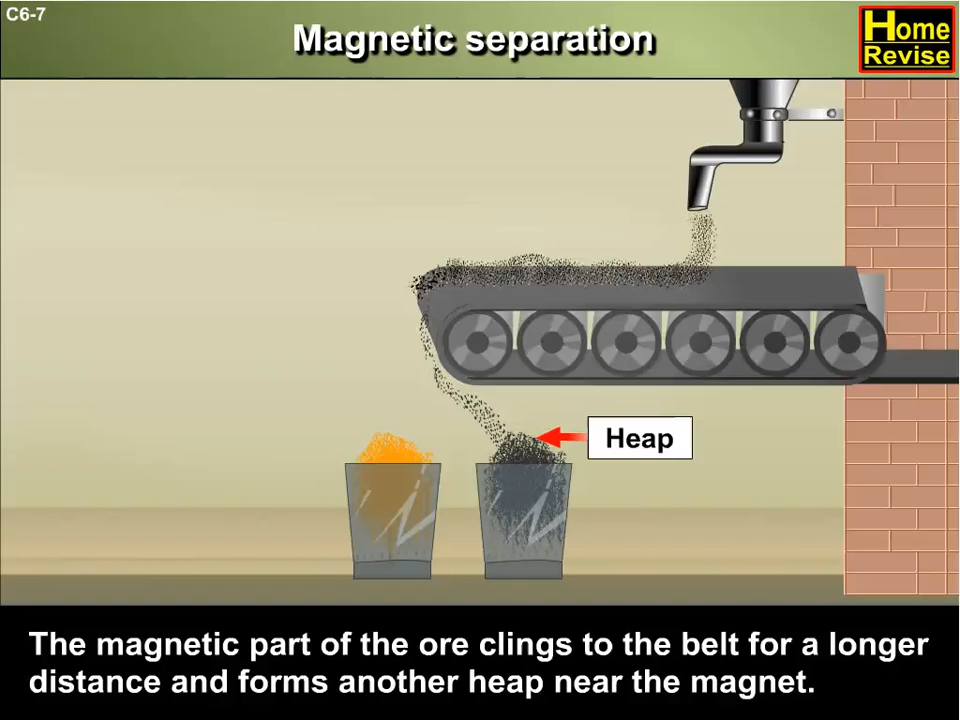 C6-7
Magnetic separation
Home
Revise
Heap
The magnetic part of the ore clings to the belt for a longer
distance and forms another heap near the magnet.